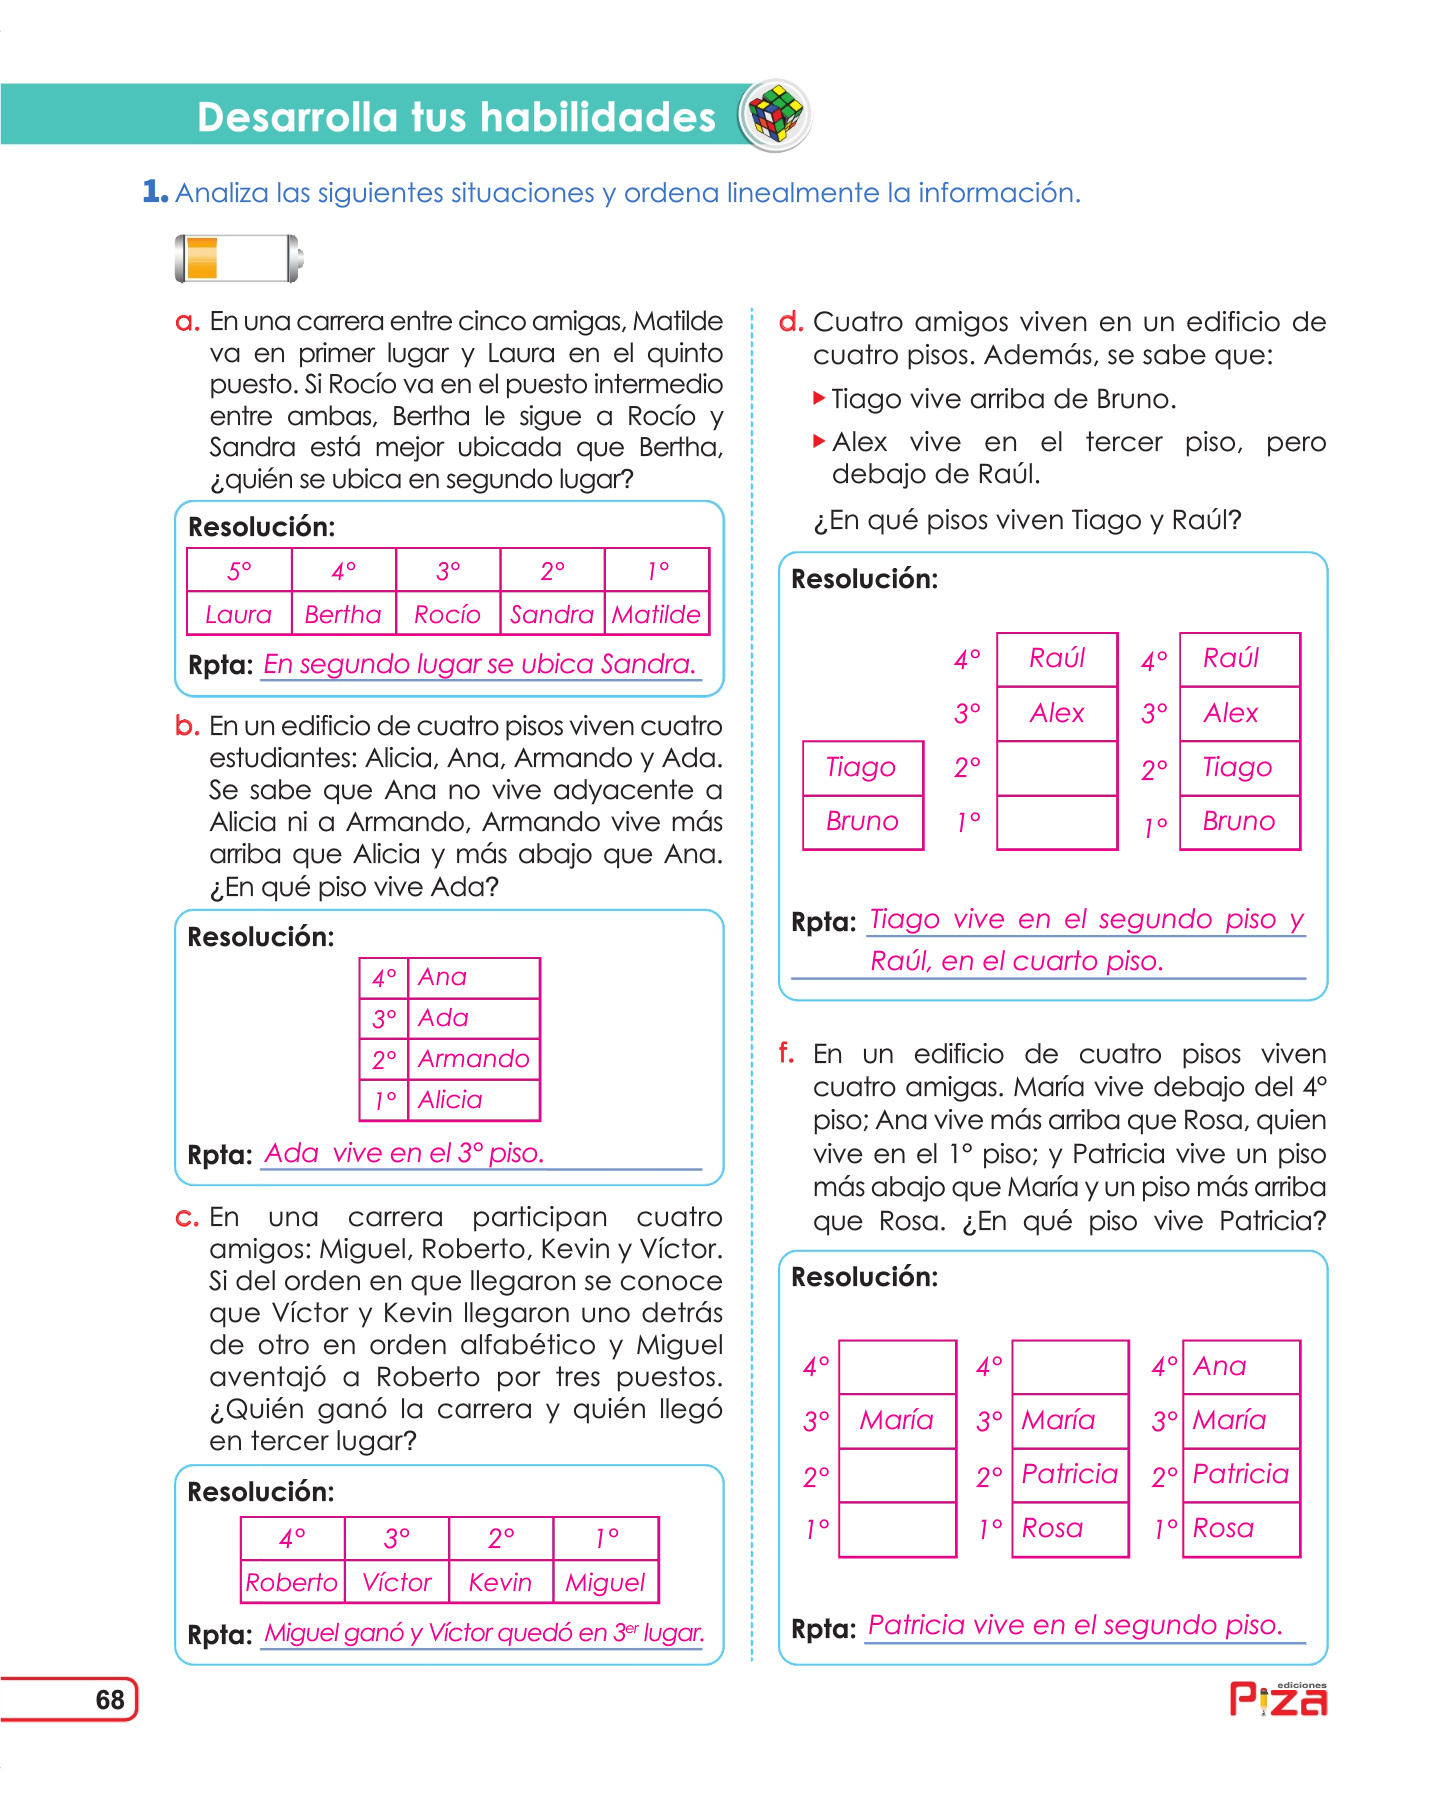 Desarrolla tus habilidades
1. Analiza las siguientes situaciones y ordena linealmente la información.
a. En una carrera entre cinco amigas, Matilde
va en primer lugar y Laura en el quinto
puesto. Si Rocío va en el puesto intermedio
entre ambas, Bertha le sigue a Rocío y
Sandra está mejor ubicada que Bertha,
¿quién se ubica en segundo lugar?
Resolución:
5° 4° 3° 2° 1°
Laura Bertha Rocío Sandra Matilde
Rpta: En segundo lugar se ubica Sandra.
b. En un edificio de cuatro pisos viven cuatro
estudiantes: Alicia, Ana, Armando y Ada.
Se sabe que Ana no vive adyacente a
Alicia ni a Armando, Armando vive más
arriba que Alicia y más abajo que Ana.
¿En qué piso vive Ada?
Resolución:
4° Ana
3° Ada
2° Armando
1° Alicia
Rpta: Ada vive en el 3° piso.
c. En una carrera participan cuatro
amigos: Miguel, Roberto, Kevin y Víctor.
Si del orden en que llegaron se conoce
que Víctor y Kevin llegaron uno detrás
de otro en orden alfabético y Miguel
aventajó a Roberto por tres puestos.
¿Quién ganó la carrera y quién llegó
en tercer lugar?
Resolución:
4° 3° 2° 1°
Roberto Víctor Kevin Miguel
Rpta: Miguel ganó y Víctor quedó en 3er lugar.
d. Cuatro amigos viven en un edificio de
cuatro pisos. Además, se sabe que:
Tiago vive arriba de Bruno.
Alex vive en el tercer piso, pero
debajo de Raúl.
¿En qué pisos viven Tiago y Raúl?
Resolución:
4° Raúl 4° Raúl
3° Alex 3° Alex
Tiago 2° 2° Tiago
Bruno 1° 1° Bruno
Rpta: Tiago vive en el segundo piso y
Raúl, en el cuarto piso.
f. En un edificio de cuatro pisos viven
cuatro amigas. María vive debajo del 4°
piso; Ana vive más arriba que Rosa, quien
vive en el 1° piso; y Patricia vive un piso
más abajo que María y un piso más arriba
que Rosa. ¿En qué piso vive Patricia?
Resolución:
4° 4° 4° Ana
3° María 3° María 3° María
2° 2° Patricia 2° Patricia
1° 1° Rosa 1° Rosa
Rpta: Patricia vive en el segundo piso.
68
ediciones
Piza